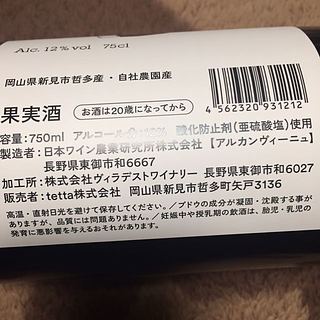 Alc. 12% vol 75cl
岡山県新見市哲多産・自社農園産
4 562320 931212
果実酒
お酒は20歳になってから
容量:750ml アルコール分:12% 酸化防止剤(亜硫酸塩)使用
製造者:日本ワイン農業研究所株式会社【アルカンヴィーニュ】
長野県東御市和6667
加工所:株式会社ヴィラデストワイナリー 長野県東御市和6027
販売者:tetta株式会社 岡山県新見市哲多町矢戸3136
高温・直射日光を避けて保存してください。/ブドウの成分が凝固・沈殿する事が
ありますが、品質には問題ありません。/妊娠中や授乳期の飲酒は、胎児・乳児の
発育に悪影響を与えるおそれがあります。